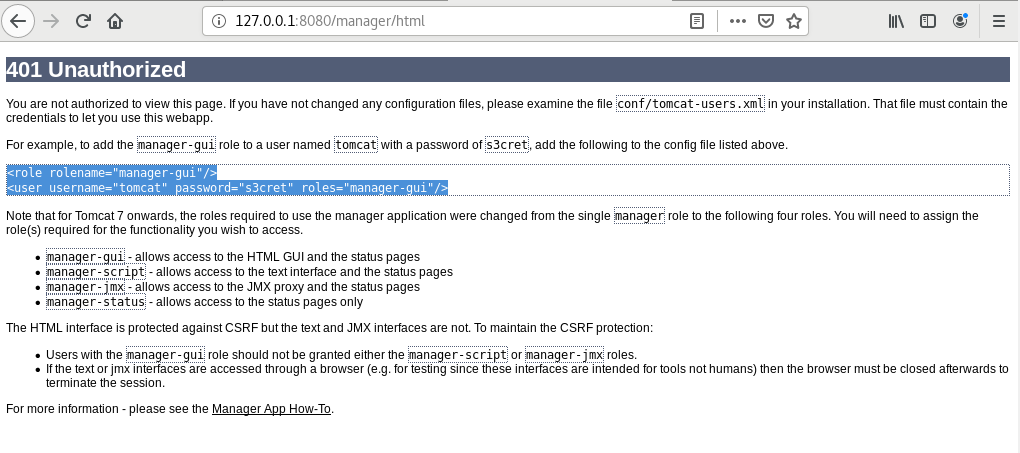 127.0.0.1:8080/manager/html
401 Unauthorized
You are not authorized to view this page. If you have not changed any configuration files, please examine the file conf/tomcat-users.xml in your installation. That file must contain the
credentials to let you use this webapp.
For example, to add the manager-gui role to a user named tomcat with a password of s3cret, add the following to the config file listed above.
<role rolename="manager-gui"/>
<user username="tomcat" password="s3cret" roles="manager-gui"/>
Note that for Tomcat 7 onwards, the roles required to use the manager application were changed from the single manager role to the following four roles. You will need to assign the
role(s) required for the functionality you wish to access.
• manager-gui - allows access to the HTML GUI and the status pages
• manager-script - allows access to the text interface and the status pages
• manager-jmx - allows access to the JMX proxy and the status pages
• manager-status - allows access to the status pages only
The HTML interface is protected against CSRF but the text and JMX interfaces are not. To maintain the CSRF protection:
• Users with the manager-gui role should not be granted either the manager-script or manager-jmx roles.
• If the text or jmx interfaces are accessed through a browser (e.g. for testing since these interfaces are intended for tools not humans) then the browser must be closed afterwards to
terminate the session.
For more information - please see the Manager App How-To.